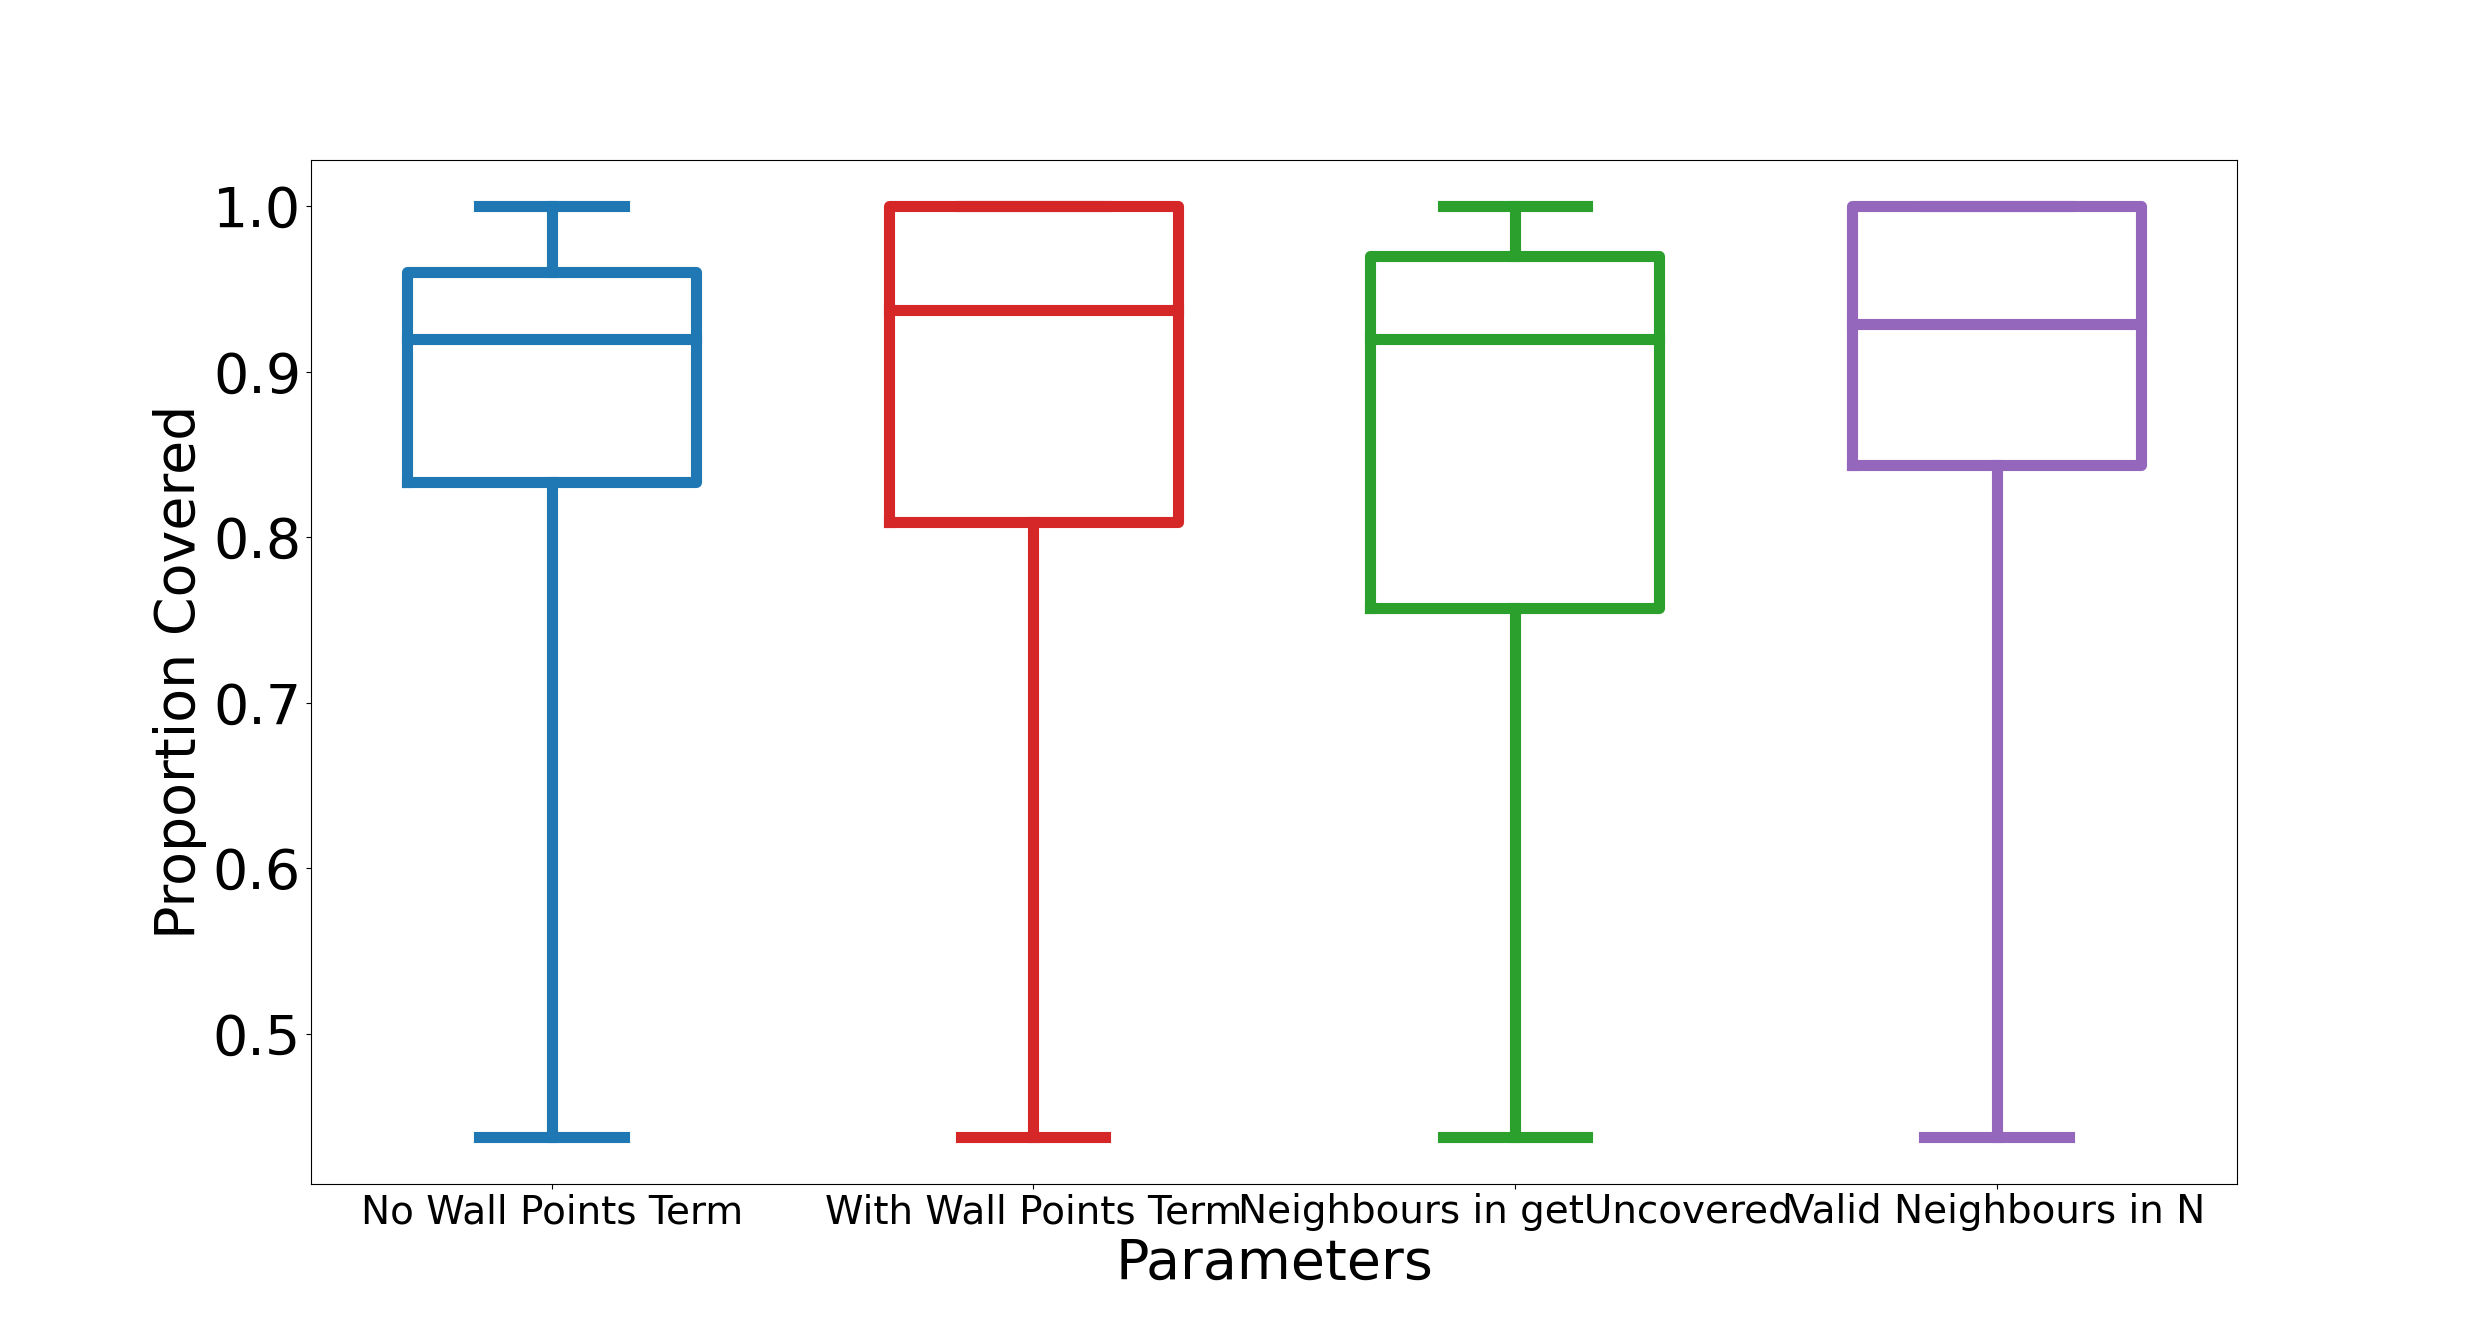 1.0
0.9
0.8
0.7
0.6
0.5
Proportion Covered
No Wall Points Term
With Wall Points Term
Neighbours in getUncovered
Valid Neighbours in N
Parameters